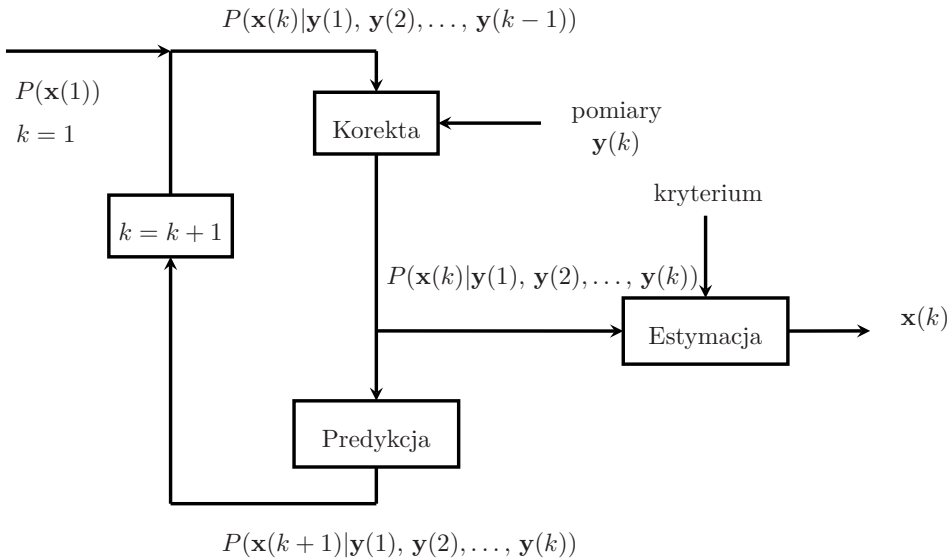 P(x(k)|y(1), y(2),..., y(k−1))
P(x(1))
k = 1
Korekta
pomiary
y(k)
kryterium
k = k + 1
P(x(k)|y(1), y(2),..., y(k))
Estymacja
x(k)
Predykcja
P(x(k+1)|y(1), y(2),..., y(k))